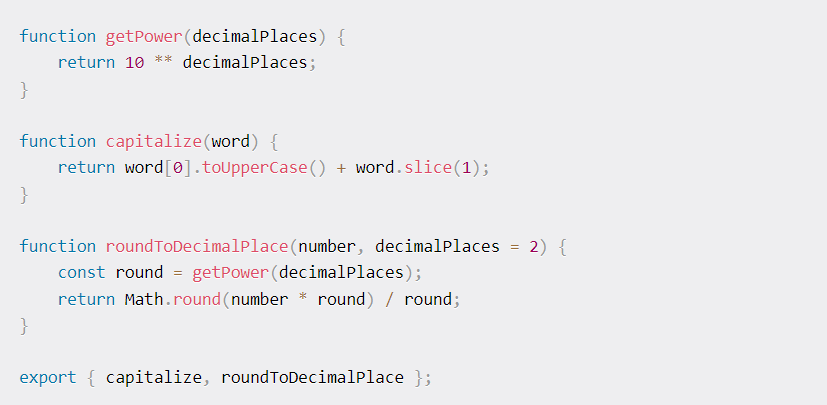 function getPower(decimalPlaces) {
    return 10 ** decimalPlaces;
}

function capitalize(word) {
    return word[0].toUpperCase() + word.slice(1);
}

function roundToDecimalPlace(number, decimalPlaces = 2) {
    const round = getPower(decimalPlaces);
    return Math.round(number * round) / round;
}

export { capitalize, roundToDecimalPlace };